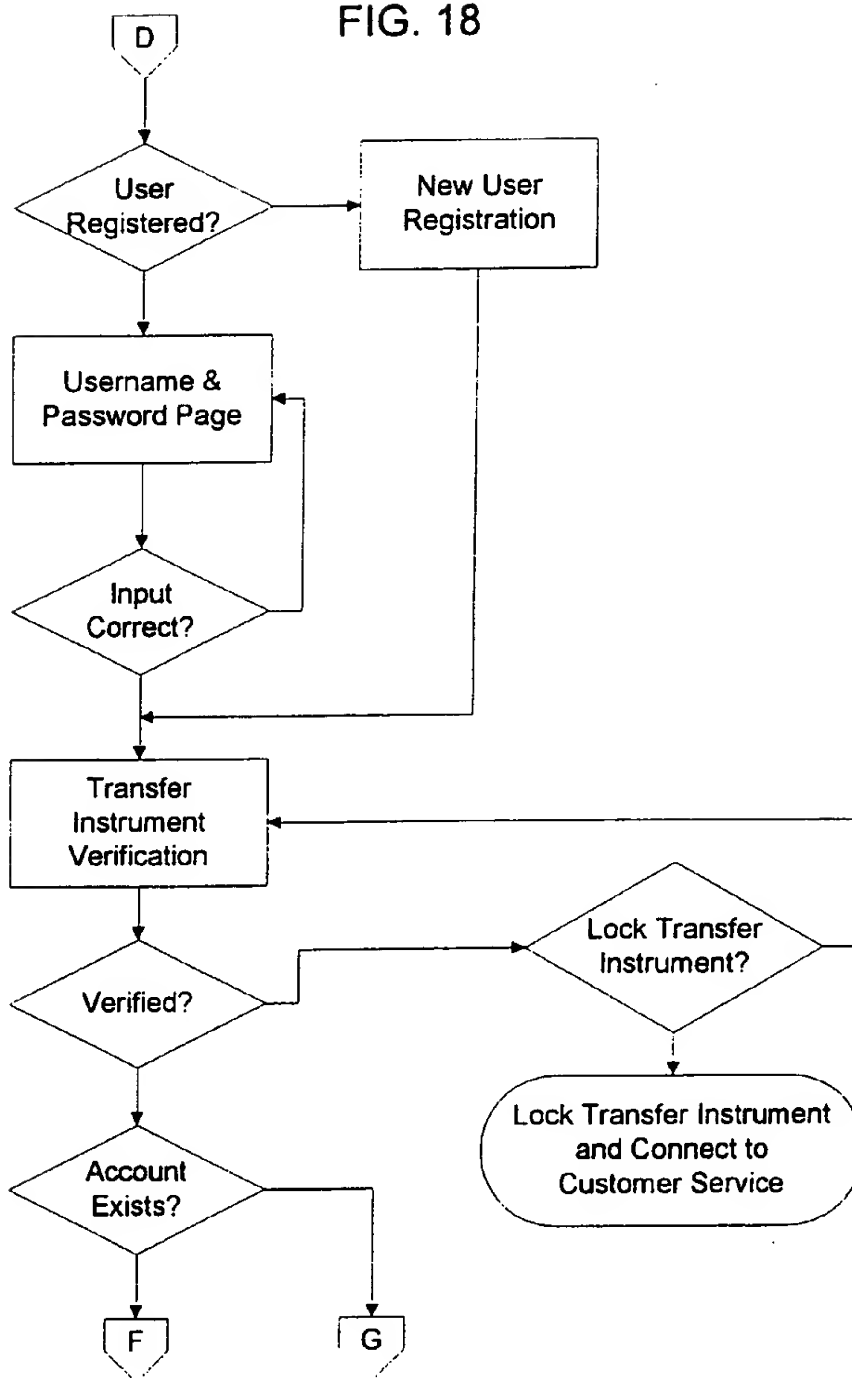 FIG. 18
D
User
Registered?
New User
Registration
Username &
Password Page
Input
Correct?
Transfer
Instrument
Verification
Lock Transfer
Instrument?
Verified?
Lock Transfer Instrument
and Connect to
Customer Service
Account
Exists?
F
G